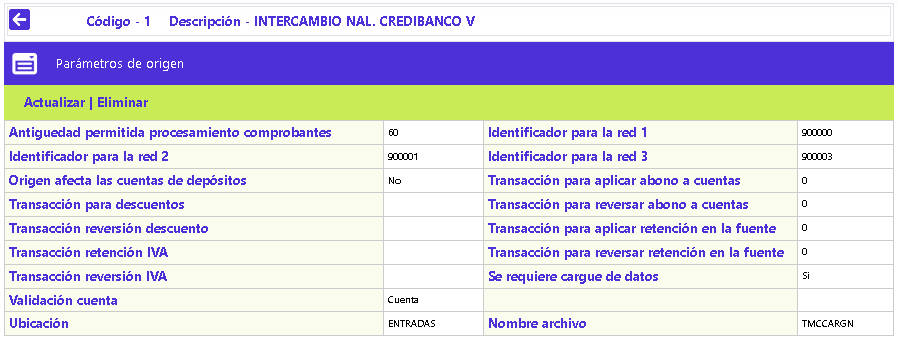 Código - 1 Descripción - INTERCAMBIO NAL. CREDIBANCO V
Parámetros de origen
Actualizar | Eliminar
Antiguedad permitida procesamiento comprobantes 60 Identificador para la red 1 900000
Identificador para la red 2 900001 Identificador para la red 3 900003
Origen afecta las cuentas de depósitos No Transacción para aplicar abono a cuentas 0
Transacción para descuentos Transacción para reversar abono a cuentas 0
Transacción reversión descuento Transacción para aplicar retención en la fuente 0
Transacción retención IVA Transacción para reversar retención en la fuente 0
Transacción reversión IVA Se requiere cargue de datos Si
Validación cuenta Cuenta
Ubicación ENTRADAS Nombre archivo TMCCARGN